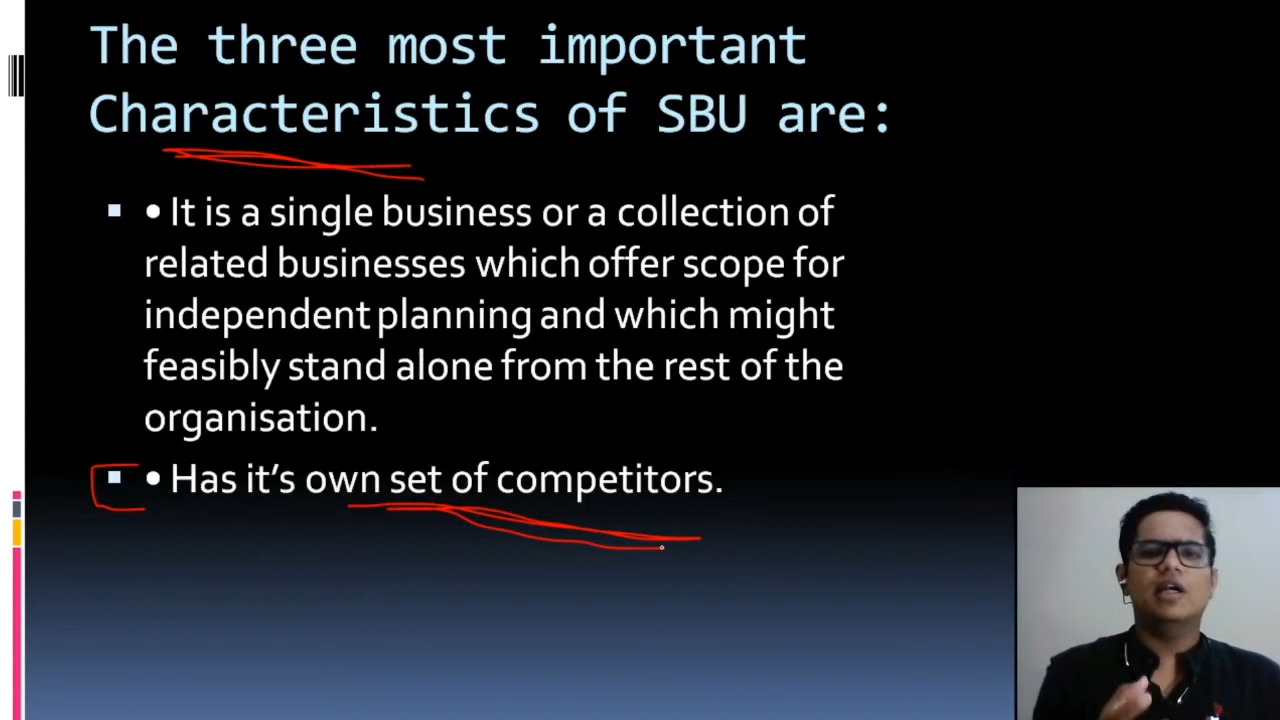 The three most important
Characteristics of SBU are:
• It is a single business or a collection of
related businesses which offer scope for
independent planning and which might
feasibly stand alone from the rest of the
organisation.
• Has it’s own set of competitors.